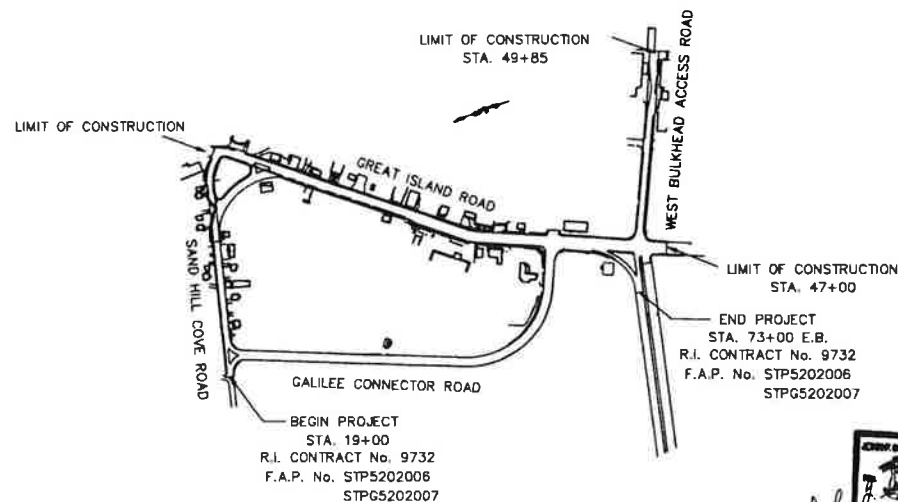 LIMIT OF CONSTRUCTION
STA. 49+85
WEST BULKHEAD ACCESS ROAD
LIMIT OF CONSTRUCTION
GREAT ISLAND ROAD
SAND HILL COVE ROAD
LIMIT OF CONSTRUCTION
STA. 47+00
END PROJECT
STA. 73+00 E.B.
R.I. CONTRACT No. 9732
F.A.P. No. STP5202006
STPG5202007
GALILEE CONNECTOR ROAD
BEGIN PROJECT
STA. 19+00
R.I. CONTRACT No. 9732
F.A.P. No. STP5202006
STPG5202007